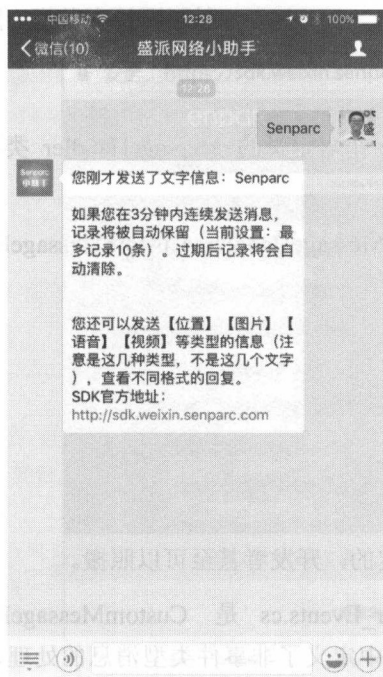 中国移动 12:28 100%
微信(10) 盛派网络小助手
12:28
Senparc
Senparc
小助手
您刚才发送了文字信息：Senparc
如果您在3分钟内连续发送消息，
记录将被自动保留（当前设置：最
多记录10条）。过期后记录将会自
动清除。
您还可以发送【位置】【图片】【
语音】【视频】等类型的信息（注
意是这几种类型，不是这几个文字
），查看不同格式的回复。
SDK官方地址：
http://sdk.weixin.senparc.com